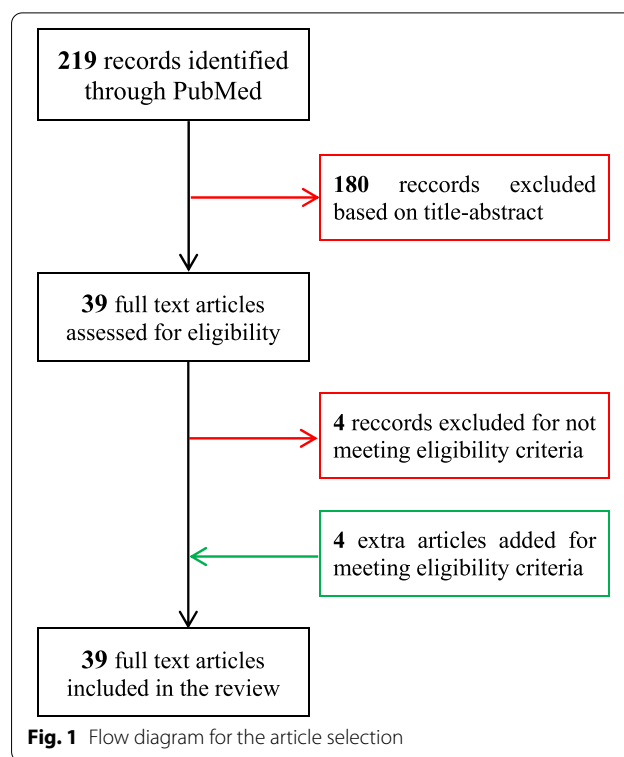 219 records identified
through PubMed
180 reccords excluded
based on title-abstract
39 full text articles
assessed for eligibility
4 reccords excluded for not
meeting eligibility criteria
4 extra articles added for
meeting eligibility criteria
39 full text articles
included in the review
Fig. 1 Flow diagram for the article selection